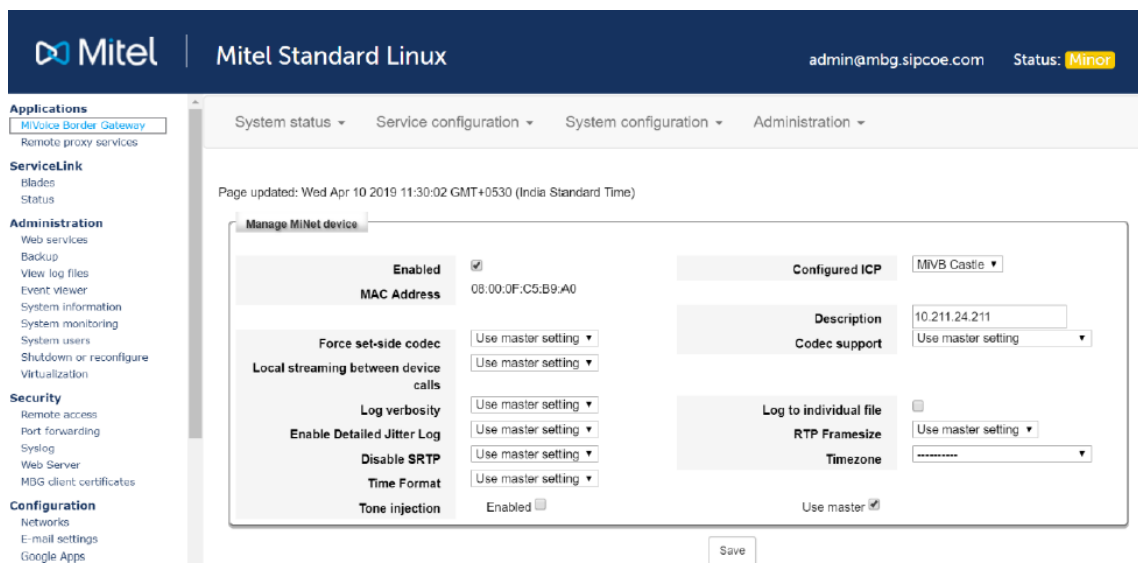 Mitel
Mitel Standard Linux
admin@mbg.sipcoe.com Status: Minor
Applications
MiVoice Border Gateway
Remote proxy services
ServiceLink
Blades
Status
Administration
Web services
Backup
View log files
Event viewer
System information
System monitoring
System users
Shutdown or reconfigure
Virtualization
Security
Remote access
Port forwarding
Syslog
Web Server
MBG client certificates
Configuration
Networks
E-mail settings
Google Apps
System status Service configuration System configuration Administration
Page updated: Wed Apr 10 2019 11:30:02 GMT+0530 (India Standard Time)
Manage MiNet device
Enabled Configured ICP MiVB Castle
MAC Address 08:00:0F:C5:B9:A0
Description 10.211.24.211
Force set-side codec Use master setting Codec support Use master setting
Local streaming between device Use master setting
calls
Log verbosity Use master setting Log to individual file
Enable Detailed Jitter Log Use master setting RTP Framesize Use master setting
Disable SRTP Use master setting Timezone ----------
Time Format Use master setting
Tone injection Enabled Use master
Save